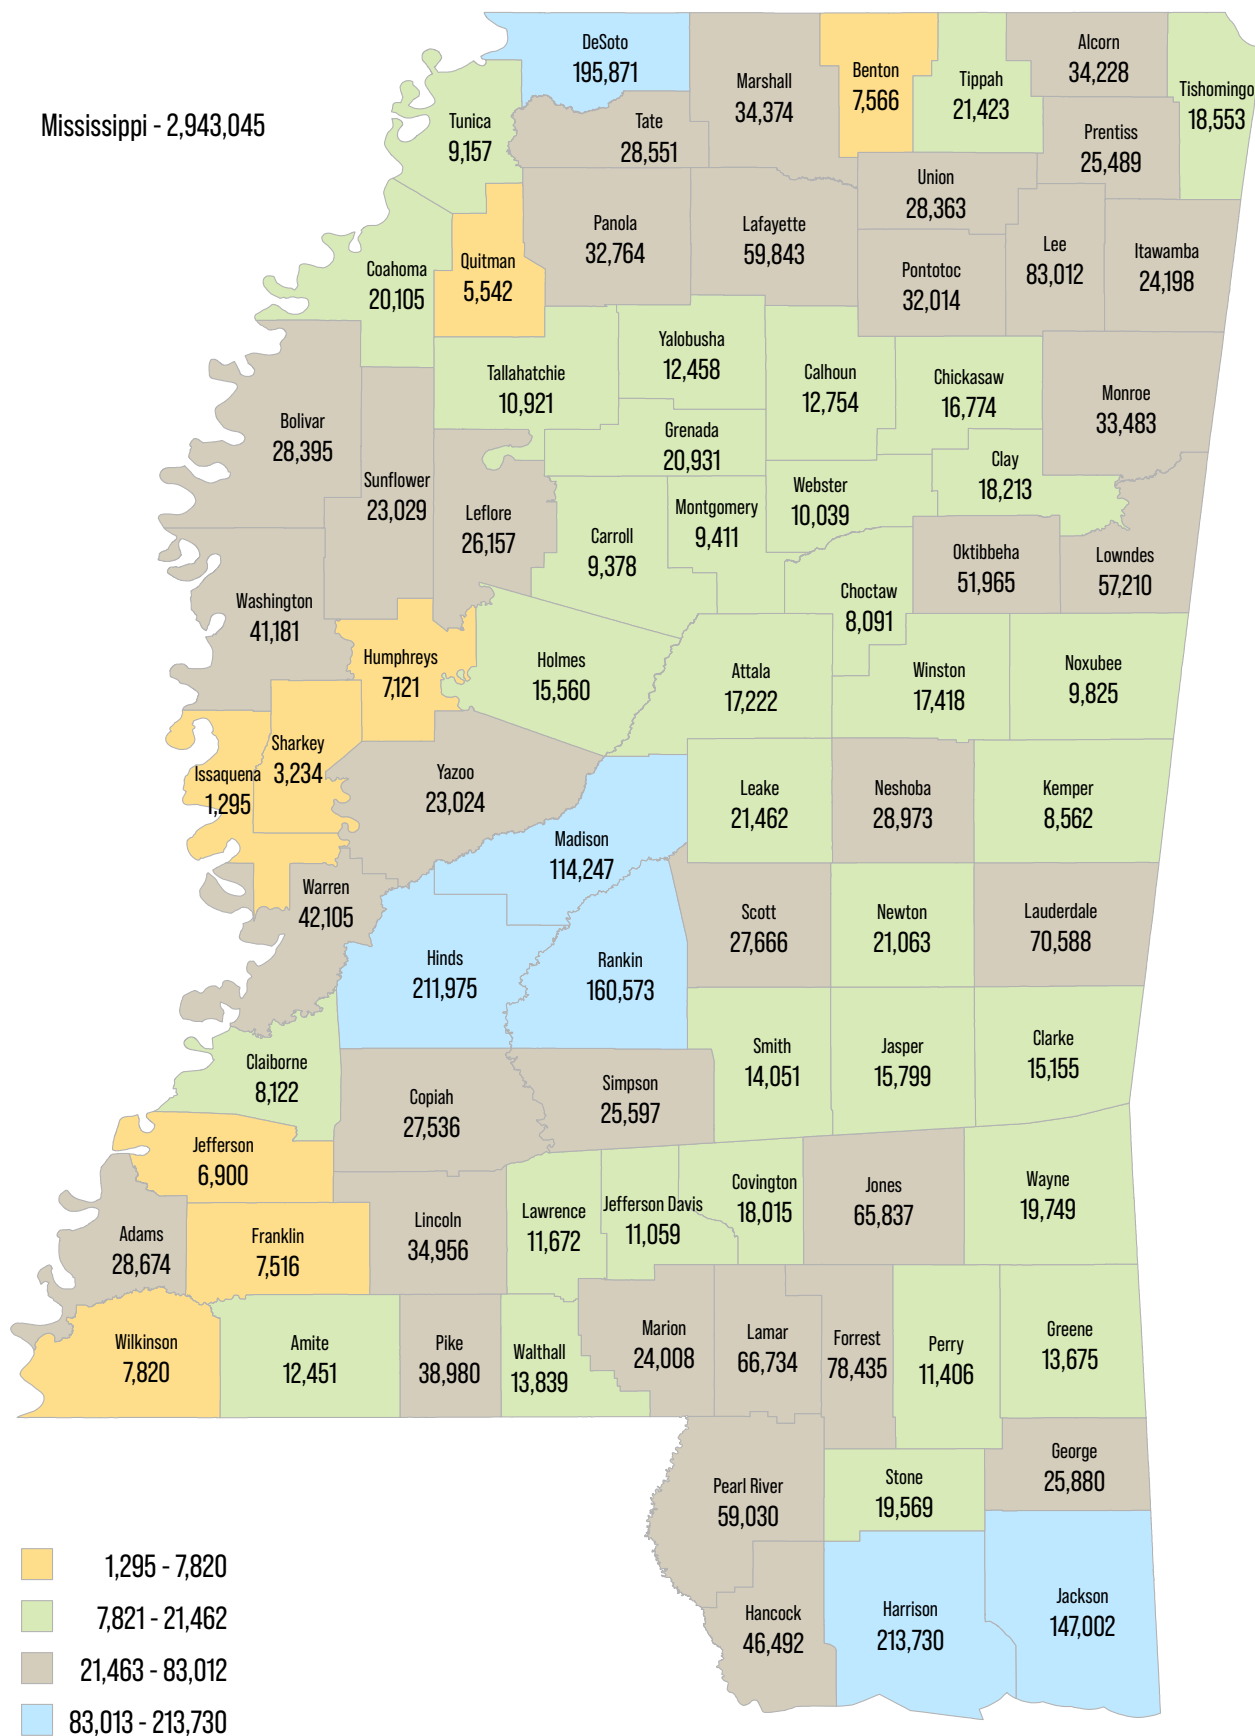 Mississippi - 2,943,045
DeSoto
195,871
Marshall
34,374
Benton
7,566
Tippah
21,423
Alcorn
34,228
Tishomingo
18,553
Tunica
9,157
Tate
28,551
Prentiss
25,489
Union
28,363
Panola
32,764
Lafayette
59,843
Coahoma
20,105
Quitman
5,542
Pontotoc
32,014
Lee
83,012
Itawamba
24,198
Tallahatchie
10,921
Yalobusha
12,458
Calhoun
12,754
Chickasaw
16,774
Monroe
33,483
Bolivar
28,395
Sunflower
23,029
Grenada
20,931
Clay
18,213
Leflore
26,157
Carroll
9,378
Montgomery
9,411
Webster
10,039
Oktibbeha
51,965
Lowndes
57,210
Choctaw
8,091
Washington
41,181
Humphreys
7,121
Holmes
15,560
Attala
17,222
Winston
17,418
Noxubee
9,825
Sharkey
3,234
Issaquena
1,295
Yazoo
23,024
Leake
21,462
Neshoba
28,973
Kemper
8,562
Madison
114,247
Warren
42,105
Scott
27,666
Newton
21,063
Lauderdale
70,588
Hinds
211,975
Rankin
160,573
Claiborne
8,122
Smith
14,051
Jasper
15,799
Clarke
15,155
Copiah
27,536
Simpson
25,597
Jefferson
6,900
Lawrence
11,672
Jefferson Davis
11,059
Covington
18,015
Jones
65,837
Wayne
19,749
Adams
28,674
Franklin
7,516
Lincoln
34,956
Wilkinson
7,820
Amite
12,451
Pike
38,980
Walthall
13,839
Marion
24,008
Lamar
66,734
Forrest
78,435
Perry
11,406
Greene
13,675
Pearl River
59,030
Stone
19,569
George
25,880
Hancock
46,492
Harrison
213,730
Jackson
147,002
1,295 - 7,820
7,821 - 21,462
21,463 - 83,012
83,013 - 213,730